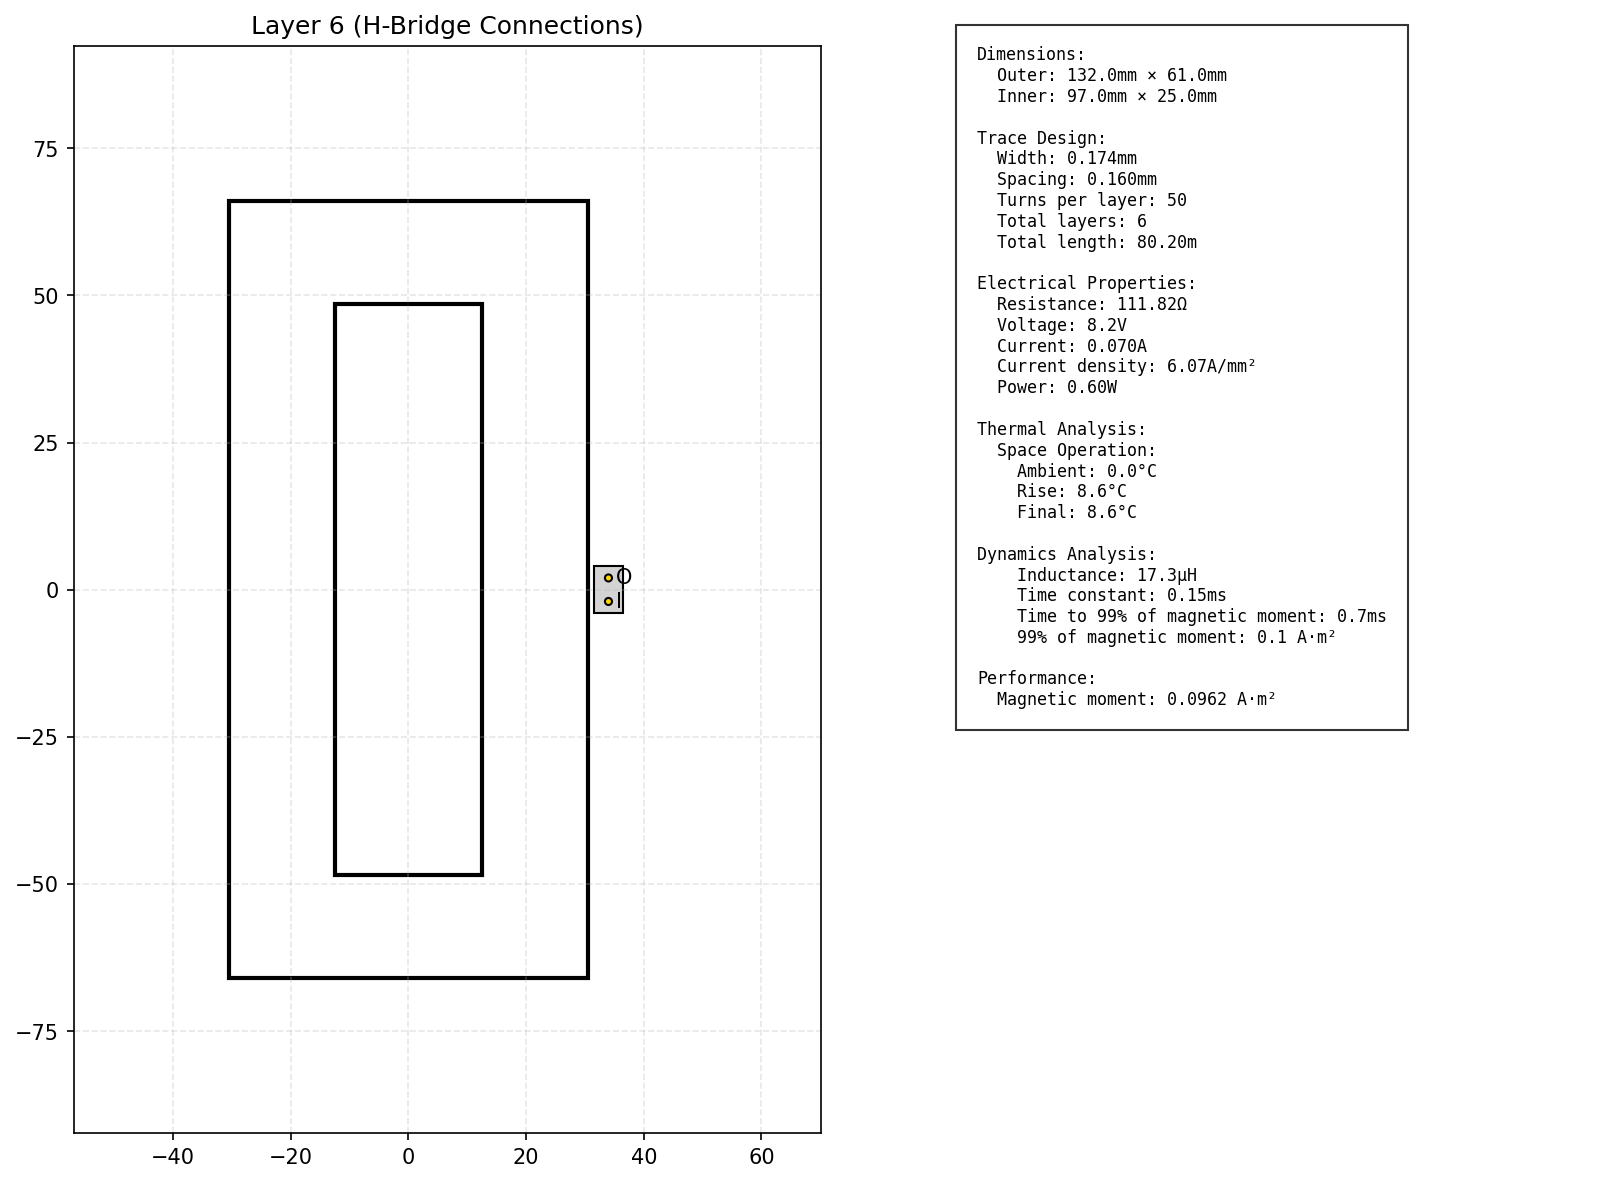 Layer 6 (H-Bridge Connections)
75
50
25
0
−25
−50
−75
−40
−20
0
20
40
60
O
I
Dimensions:
Outer: 132.0mm × 61.0mm
Inner: 97.0mm × 25.0mm
Trace Design:
Width: 0.174mm
Spacing: 0.160mm
Turns per layer: 50
Total layers: 6
Total length: 80.20m
Electrical Properties:
Resistance: 111.82Ω
Voltage: 8.2V
Current: 0.070A
Current density: 6.07A/mm²
Power: 0.60W
Thermal Analysis:
Space Operation:
Ambient: 0.0°C
Rise: 8.6°C
Final: 8.6°C
Dynamics Analysis:
Inductance: 17.3μH
Time constant: 0.15ms
Time to 99% of magnetic moment: 0.7ms
99% of magnetic moment: 0.1 A·m²
Performance:
Magnetic moment: 0.0962 A·m²